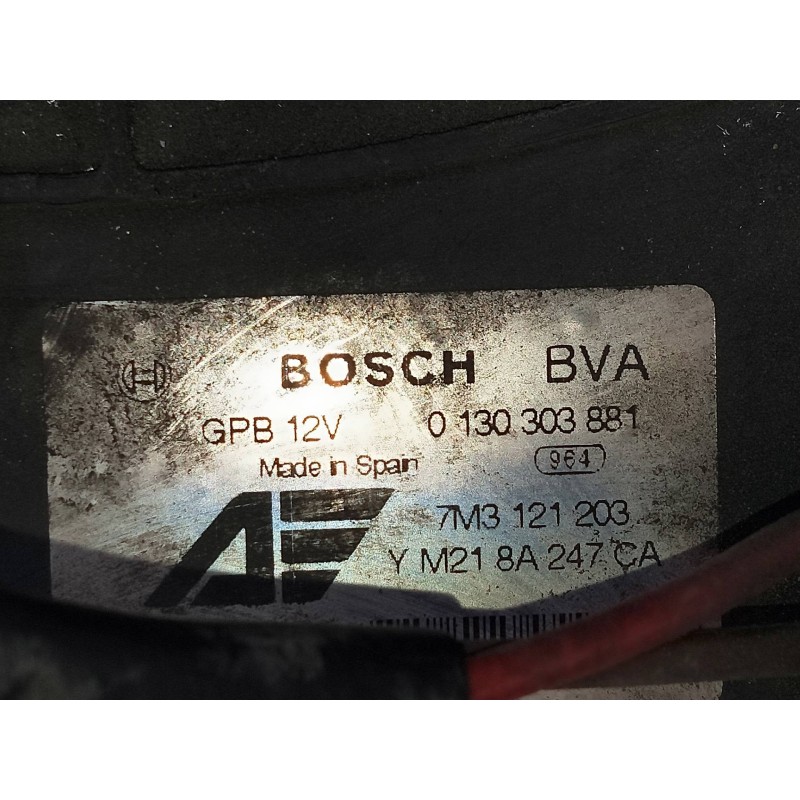 BOSCH BVA
GPB 12V 0 130 303 881
Made in Spain 964
7M3 121 203
Y M21 8A 247 CA